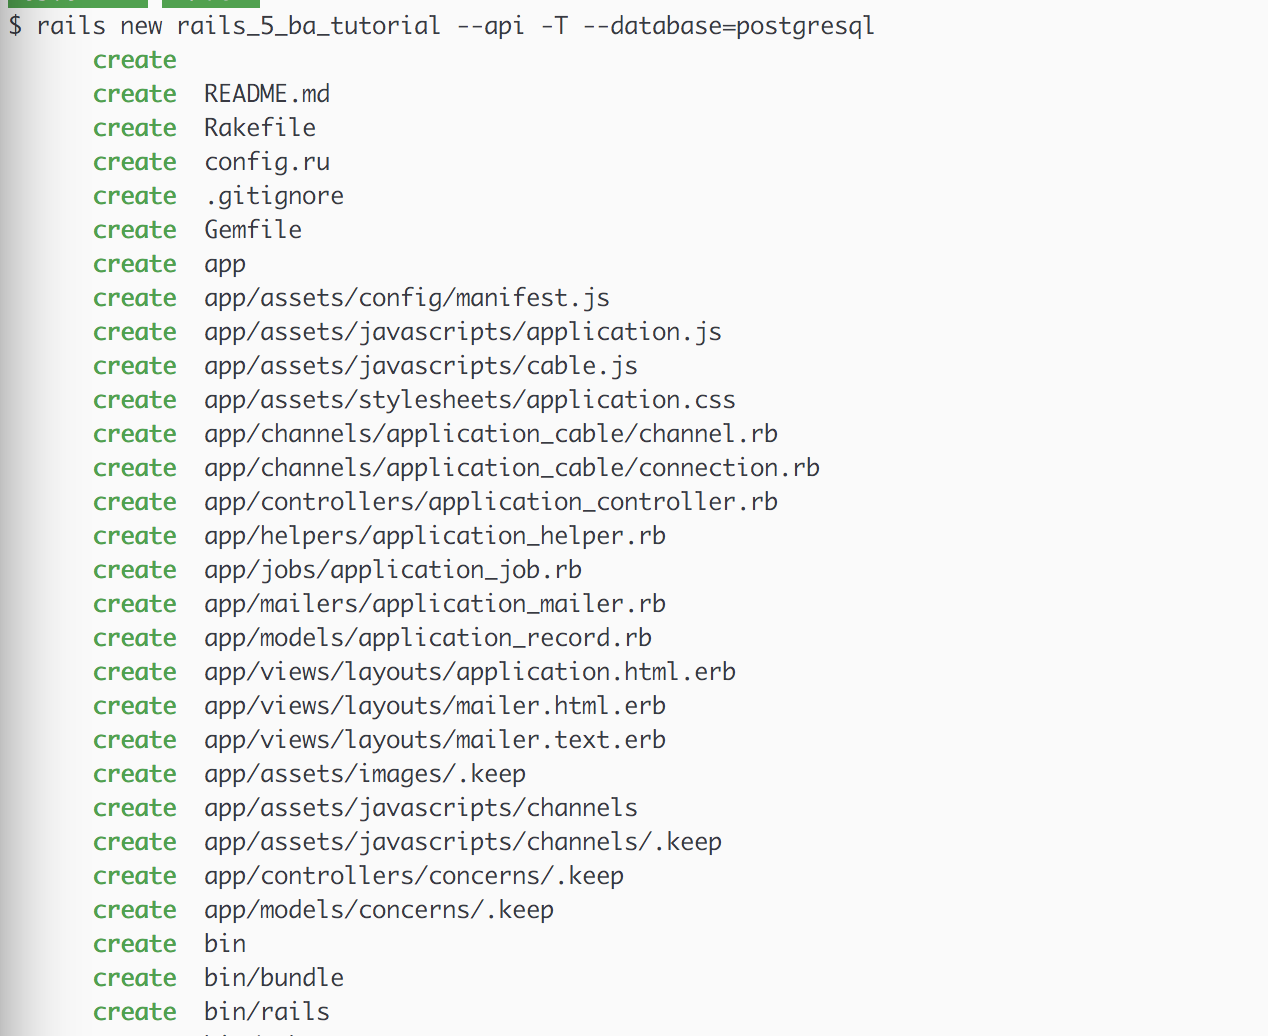 $ rails new rails_5_ba_tutorial --api -T --database=postgresql
create
create README.md
create Rakefile
create config.ru
create .gitignore
create Gemfile
create app
create app/assets/config/manifest.js
create app/assets/javascripts/application.js
create app/assets/javascripts/cable.js
create app/assets/stylesheets/application.css
create app/channels/application_cable/channel.rb
create app/channels/application_cable/connection.rb
create app/controllers/application_controller.rb
create app/helpers/application_helper.rb
create app/jobs/application_job.rb
create app/mailers/application_mailer.rb
create app/models/application_record.rb
create app/views/layouts/application.html.erb
create app/views/layouts/mailer.html.erb
create app/views/layouts/mailer.text.erb
create app/assets/images/.keep
create app/assets/javascripts/channels
create app/assets/javascripts/channels/.keep
create app/controllers/concerns/.keep
create app/models/concerns/.keep
create bin
create bin/bundle
create bin/rails